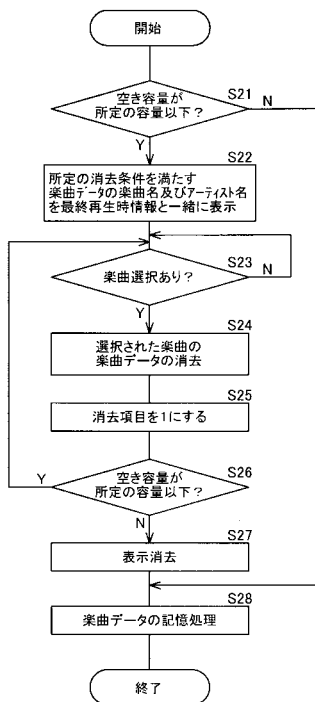 開始
S21
空き容量が
所定の容量以下?
N
Y
S22
所定の消去条件を満たす
楽曲データの楽曲名及びアーティスト名
を最終再生時情報と一緒に表示
S23
楽曲選択あり?
N
Y
S24
選択された楽曲の
楽曲データの消去
S25
消去項目を1にする
S26
Y
空き容量が
所定の容量以下?
N
S27
表示消去
S28
楽曲データの記憶処理
終了